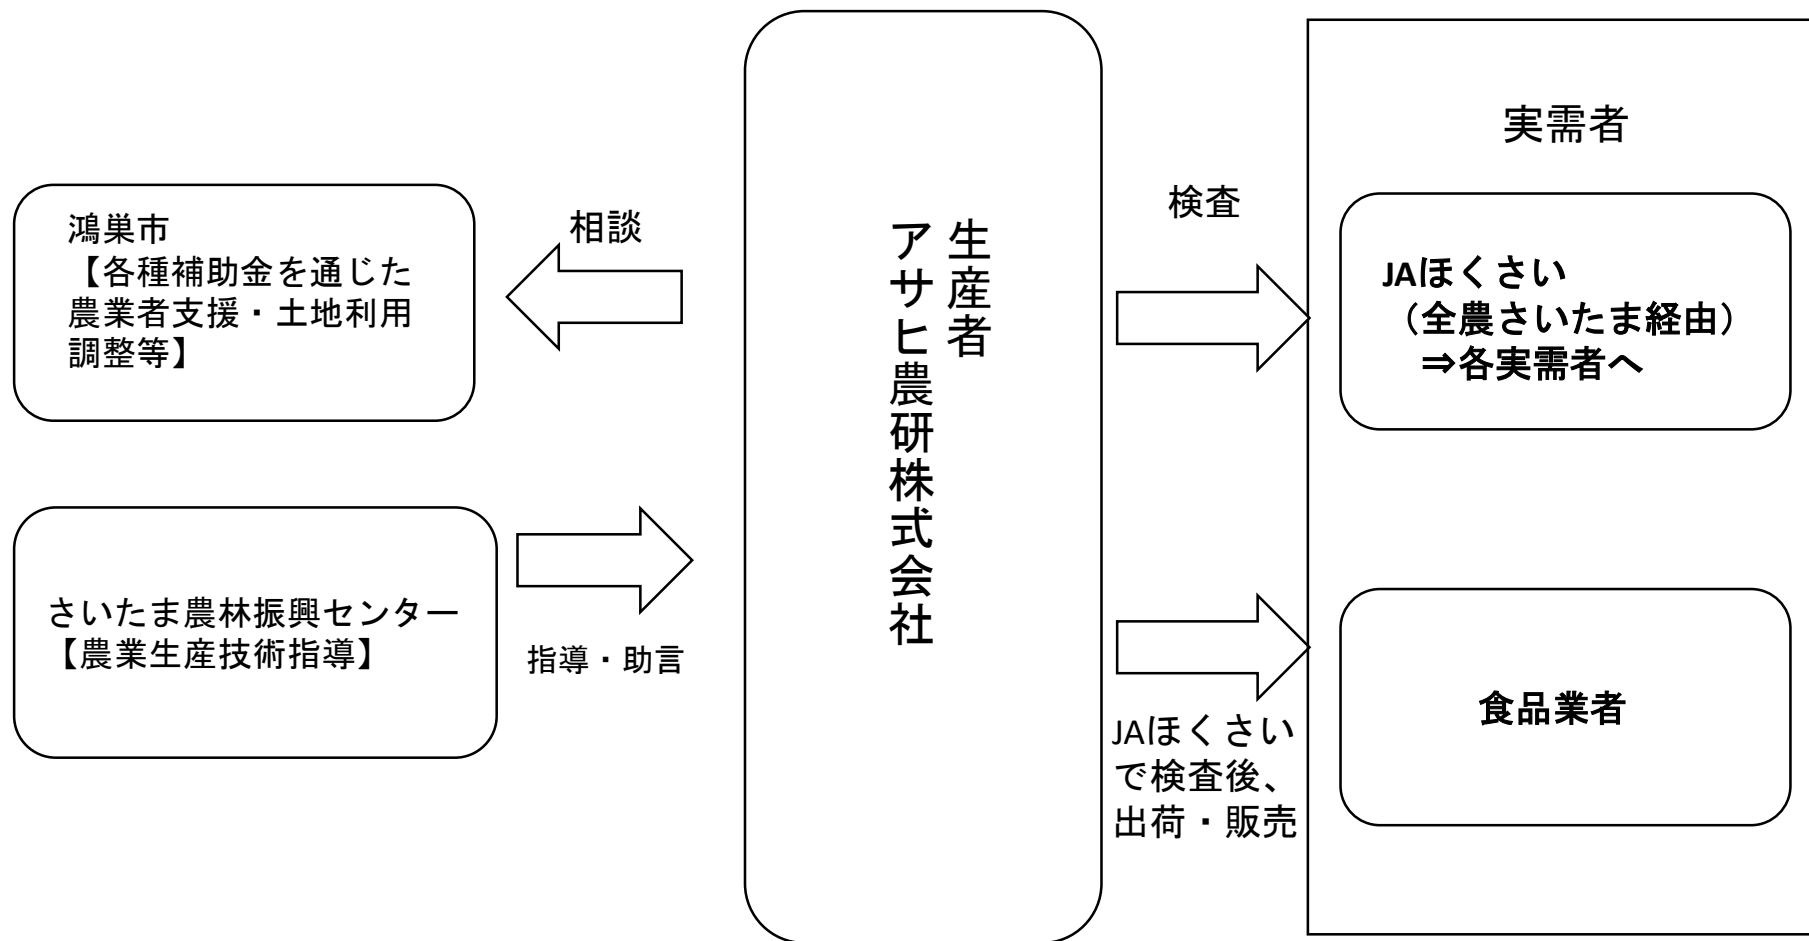 鴻巣市
【各種補助金を通じた
農業者支援・土地利用
調整等】
相談
さいたま農林振興センター
【農業生産技術指導】
指導・助言
生産者
アサヒ農研株式会社
検査
JAほくさい
で検査後、
出荷・販売
実需者
JAほくさい
（全農さいたま経由）
⇒各実需者へ
食品業者